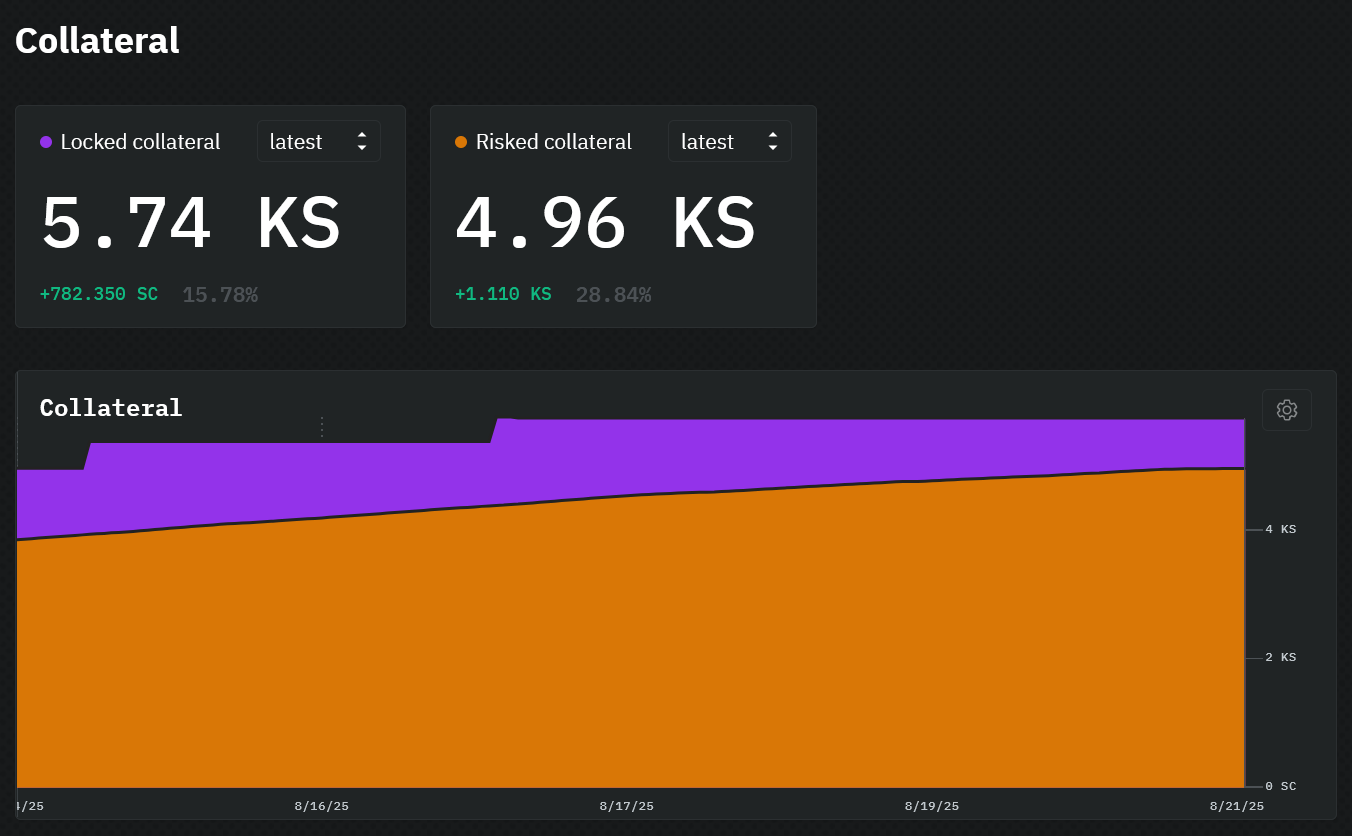 Collateral
Locked collateral
latest
5.74 KS
+782.350 SC 15.78%
Risked collateral
latest
4.96 KS
+1.110 KS 28.84%
Collateral
4 KS
2 KS
0 SC
4/25 8/16/25 8/17/25 8/19/25 8/21/25